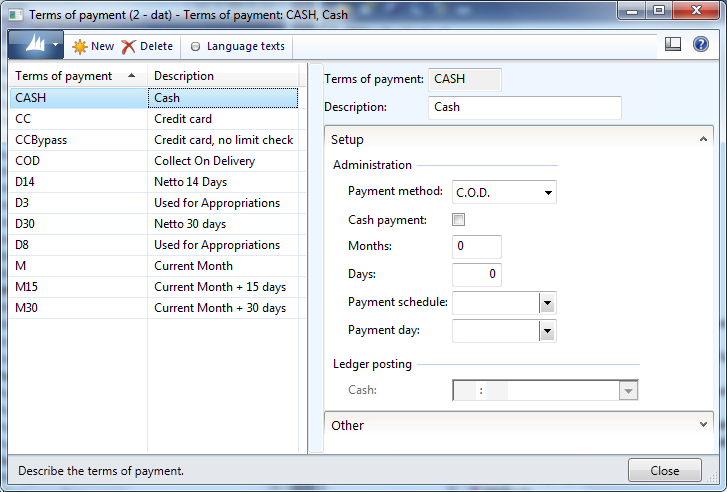 Terms of payment (2 - dat) - Terms of payment: CASH, Cash
New Delete Language texts
Terms of payment Description
CASH Cash
CC Credit card
CCBypass Credit card, no limit check
COD Collect On Delivery
D14 Netto 14 Days
D3 Used for Appropriations
D30 Netto 30 days
D8 Used for Appropriations
M Current Month
M15 Current Month + 15 days
M30 Current Month + 30 days
Terms of payment: CASH
Description: Cash
Setup
Administration
Payment method: C.O.D.
Cash payment:
Months: 0
Days: 0
Payment schedule:
Payment day:
Ledger posting
Cash: :
Other
Describe the terms of payment.
Close